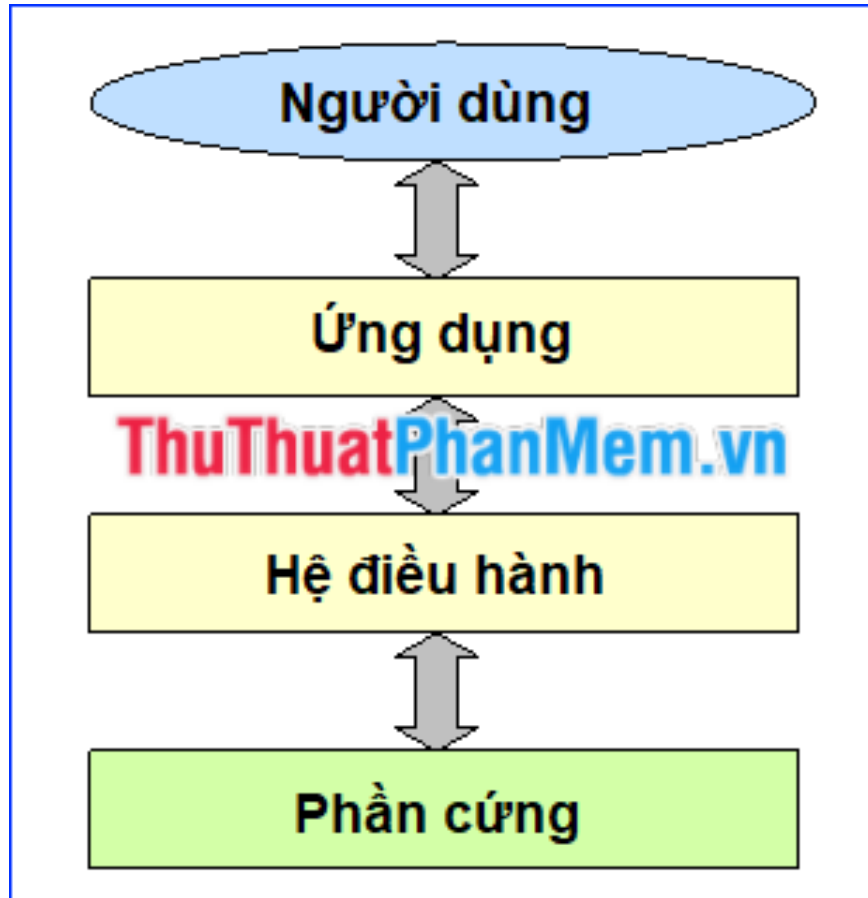 Người dùng
Ứng dụng
ThuThuatPhanMem.vn
Hệ điều hành
Phần cứng